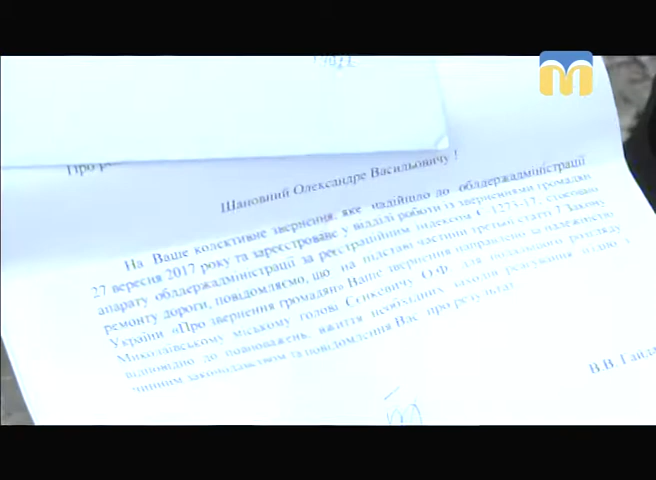 Шановний Олександре Васильовичу !
На Ваше колективне звернення, яке надійшло до облдержадміністрації
27 вересня 2017 року та зареєстроване у відділі роботи із зверненнями громадян
апарату облдержадміністрації за реєстраційним індексом С 1273-17, стосовно
ремонту дороги, повідомляємо, що на підставі частини третьої статті 7 Закону
України «Про звернення громадян» Ваше звернення направлено за належністю
Миколаївському міському голові Сєнкевичу О.Ф. для подальшого розгляду
відповідно до повноважень, вжиття необхідних заходів реагування згідно з
чинним законодавством та повідомлення Вас про результат.
В.В.